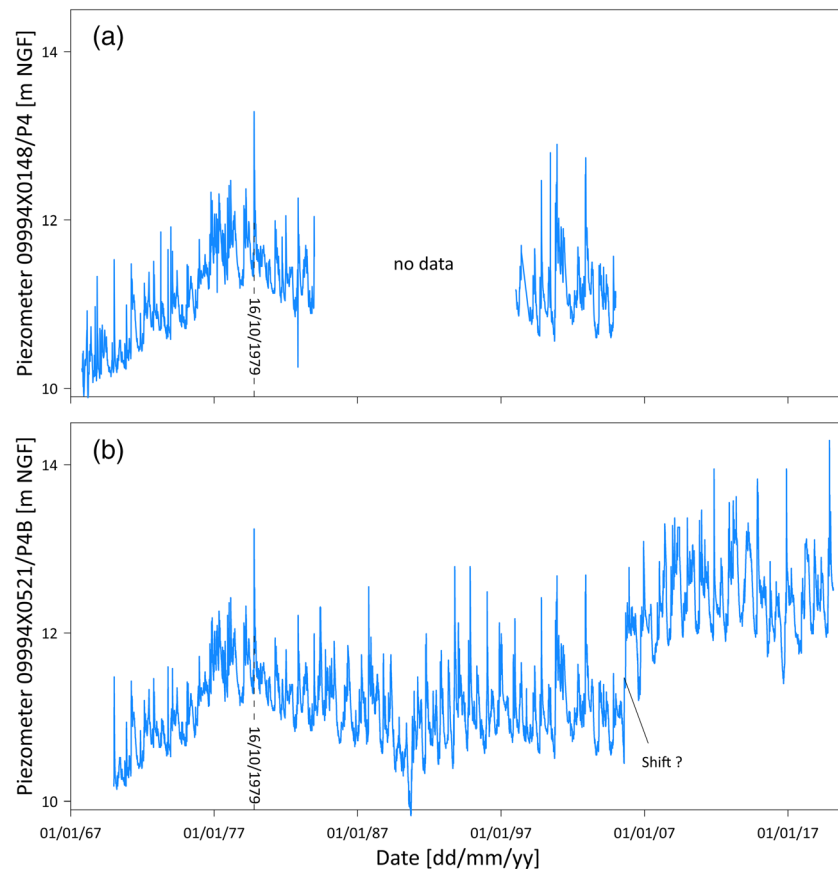 (a)
Piezometer 09994X0148/P4 [m NGF]
14
12
10
no data
16/10/1979
(b)
Piezometer 09994X0521/P4B [m NGF]
14
12
10
16/10/1979
Shift ?
01/01/67 01/01/77 01/01/87 01/01/97 01/01/07 01/01/17
Date [dd/mm/yy]